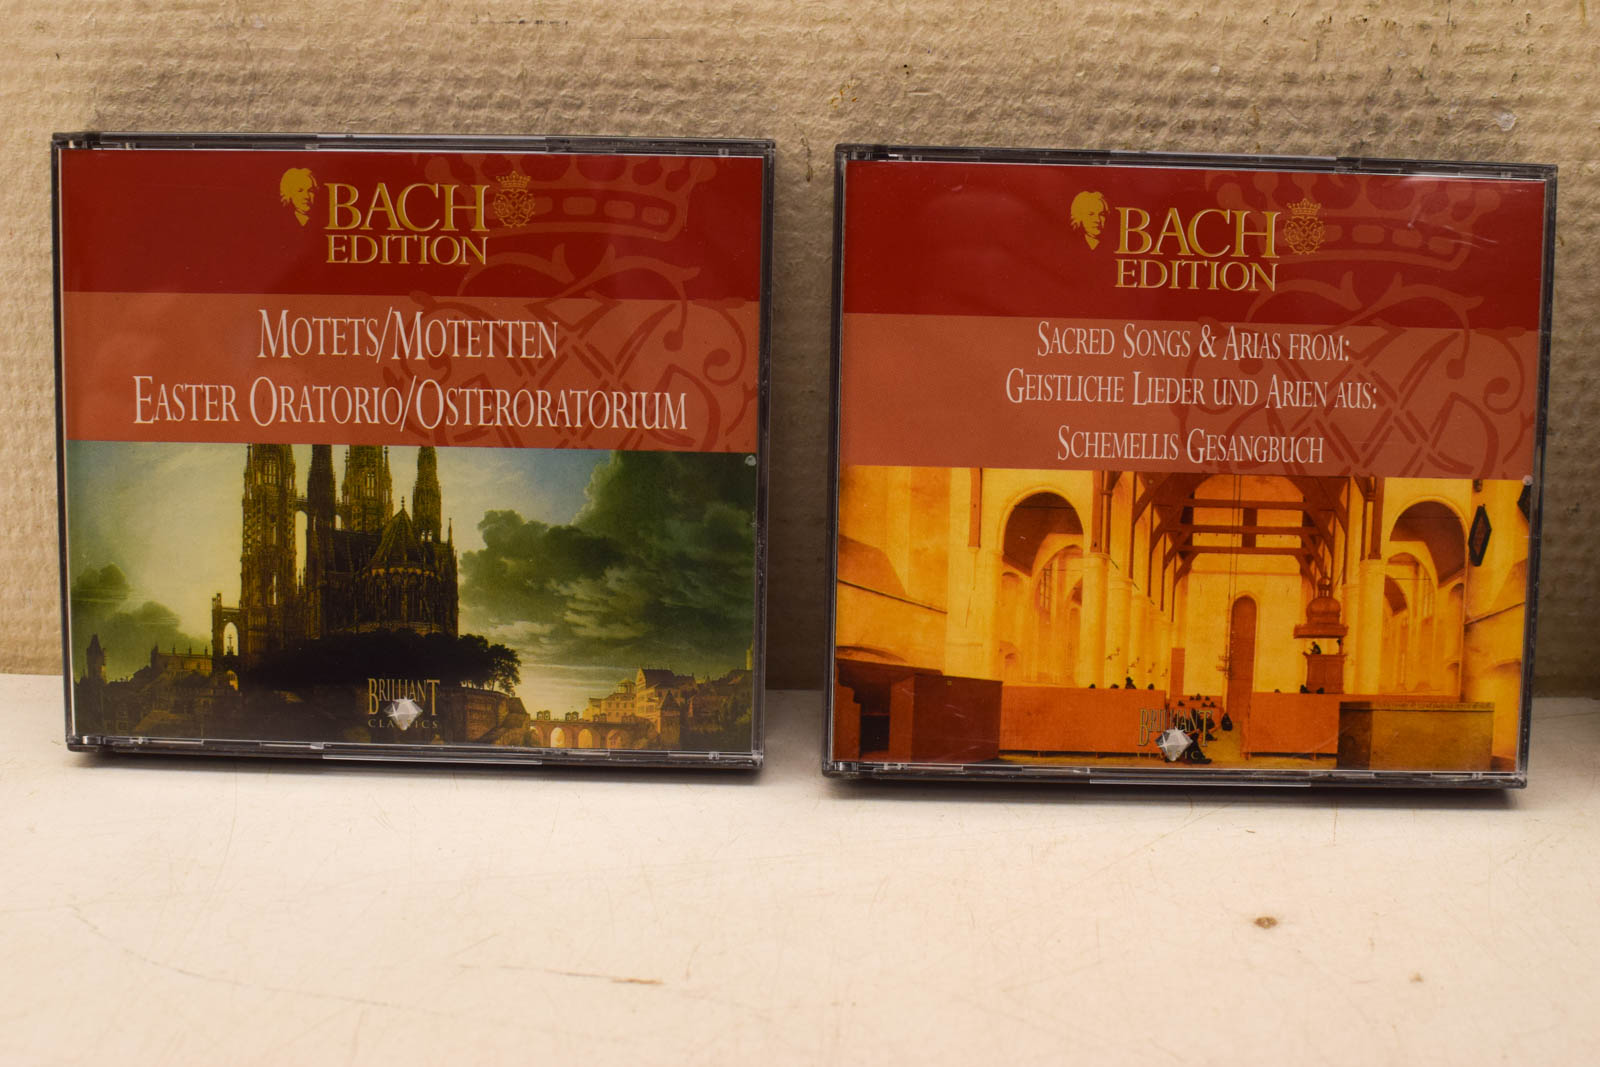 BACH
EDITION
MOTETS/MOTETTEN
EASTER ORATORIO/OSTERORATORIUM
BRILLIANT
CLASSICS
BACH
EDITION
SACRED SONGS & ARIAS FROM:
GEISTLICHE LIEDER UND ARIEN AUS:
SCHEMELLIS GESANGBUCH
BRILLIANT
CLASSICS